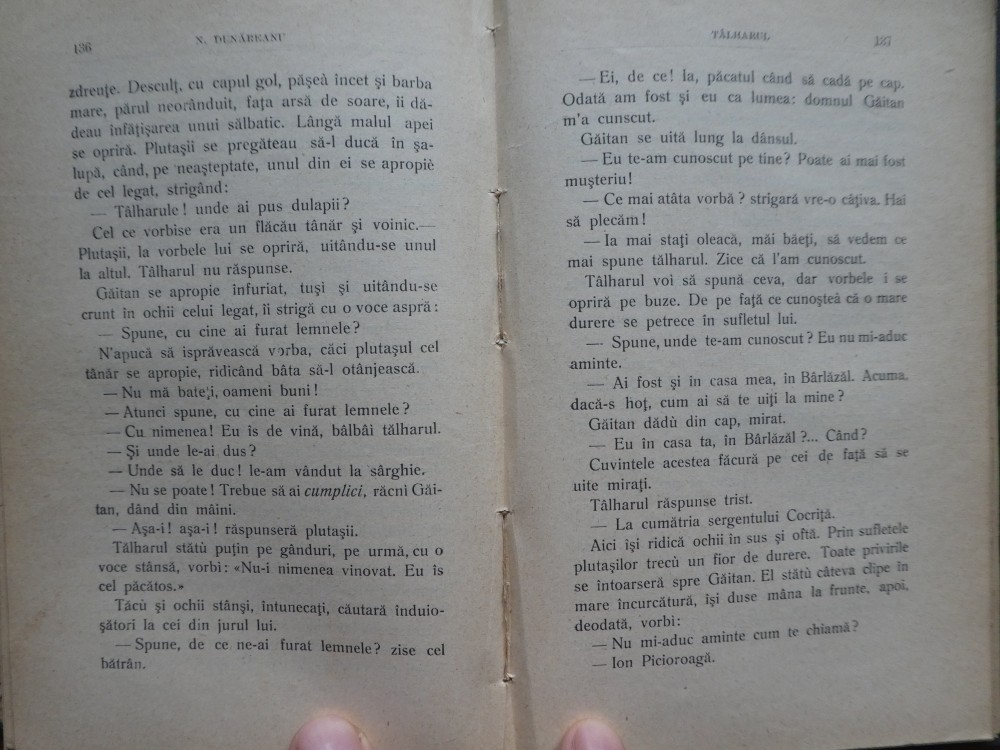 136
N. DUNĂREANU
zdrenţe. Desculţ, cu capul gol, păşeà încet şi barba
mare, părul neorânduit, faţa arsă de soare, îi dă-
deau înfăţişarea unui sălbatic. Lângă malul apei
se opriră. Plutaşii se pregăteau să-l ducă în şa-
lupă, când, pe neaşteptate, unul din ei se apropiè
de cel legat, strigând:
— Tâlharule! unde ai pus dulapii?
Cel ce vorbise era un flăcău tânăr şi voinic.—
Plutaşii, la vorbele lui se opriră, uitându-se unul
la altul. Tâlharul nu răspunse.
Găitan se apropie înfuriat, tuşi şi uitându-se
crunt în ochii celui legat, îi strigă cu o voce aspră:
— Spune, cu cine ai furat lemnele?
N'apucă să isprăvească vorba, căci plutaşul cel
tânăr se apropie, ridicând bâta să-l otânjească.
— Nu mă bateţi, oameni buni!
— Atunci spune, cu cine ai furat lemnele?
— Cu nimenea! Eu is de vină, bâlbâi tâlharul.
— Şi unde le-ai dus?
— Unde să le duc! le-am vândut la sârghie.
— Nu se poate! Trebue să ai cumplici, răcni Găi-
tan, dând din mâini.
— Aşa-i! aşa-i! răspunseră plutaşii.
Tâlharul stătù puţin pe gânduri, pe urmă, cu o
voce stânsă, vorbi: «Nu-i nimenea vinovat. Eu is
cel păcătos.»
Tăcù şi ochii stânşi, întunecaţi, căutară înduio-
şători la cei din jurul lui.
— Spune, de ce ne-ai furat lemnele? zise cel
bătrân.
TÂLHARUL
137
— Ei, de ce! Ia, păcatul când să cadă pe cap.
Odată am fost şi eu ca lumea: domnul Găitan
m'a cunscut.
Găitan se uită lung la dânsul.
— Eu te-am cunoscut pe tine? Poate ai mai fost
muşteriu!
— Ce mai atâta vorbă? strigară vre-o câţiva. Hai
să plecăm!
— Ia mai staţi oleacă, măi băeţi, să vedem ce
mai spune tâlharul. Zice că l'am cunoscut.
Tâlharul voi să spună ceva, dar vorbele i se
opriră pe buze. De pe faţă ce cunoşteà că o mare
durere se petrece în sufletul lui.
— Spune, unde te-am cunoscut? Eu nu mi-aduc
aminte.
— Ai fost şi în casa mea, în Bârlăzăl. Acuma,
dacă-s hoţ, cum ai să te uiţi la mine?
Găitan dădù din cap, mirat.
— Eu în casa ta, în Bârlăzăl?... Când?
Cuvintele acestea făcură pe cei de faţă să se
uite miraţi.
Tâlharul răspunse trist.
— La cumătria sergentului Cocriţă.
Aici îşi ridică ochii în sus şi oftă. Prin sufletele
plutaşilor trecù un fior de durere. Toate privirile
se întoarseră spre Găitan. El stătù câteva clipe în
mare încurcătură, îşi duse mâna la frunte, apoi,
deodată, vorbi:
— Nu mi-aduc aminte cum te chiamă?
— Ion Picioroagă.